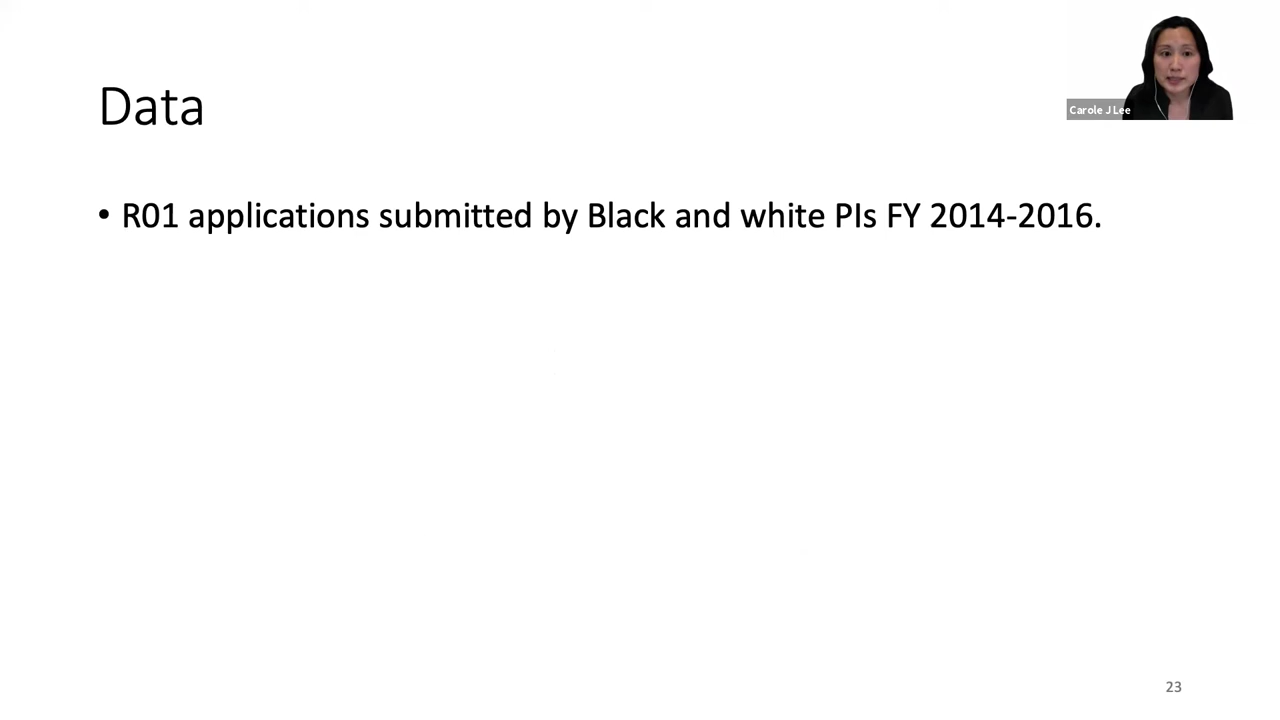 Data
Carole J Lee
• R01 applications submitted by Black and white PIs FY 2014-2016.
23